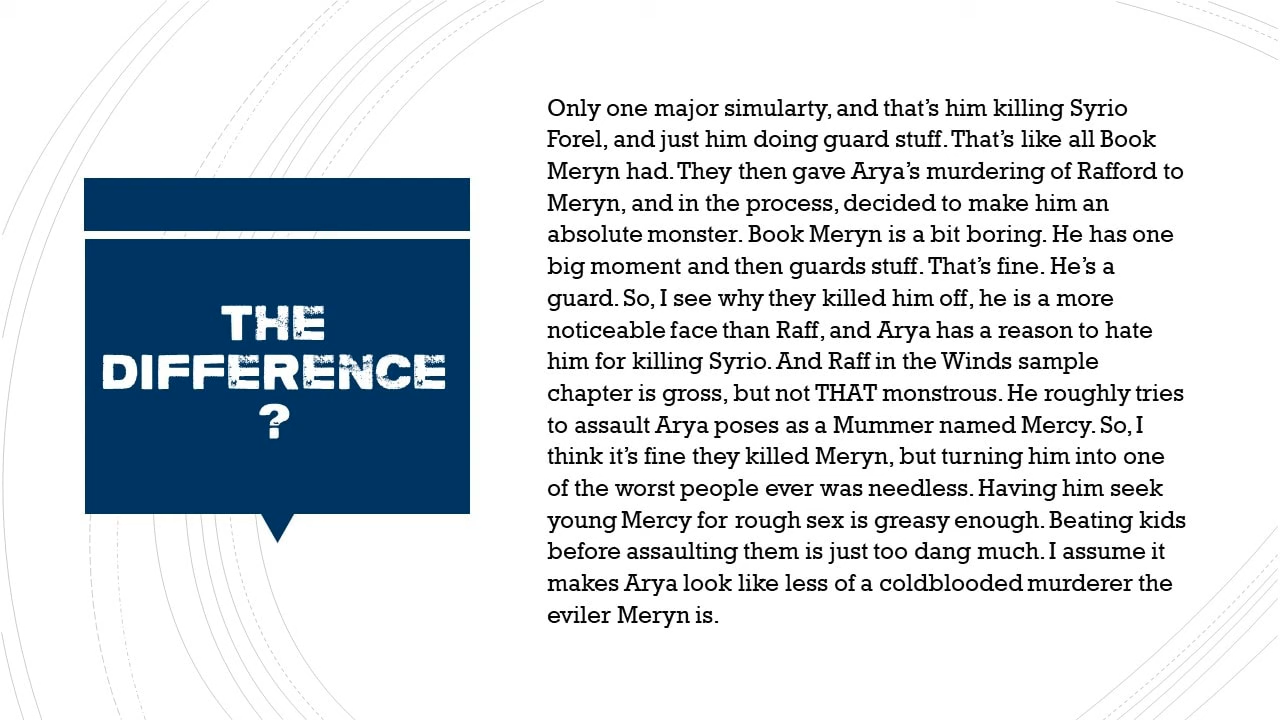 THE
DIFFERENCE
?
Only one major simularty, and that's him killing Syrio
Forel, and just him doing guard stuff. That's like all Book
Meryn had. They then gave Arya's murdering of Rafford to
Meryn, and in the process, decided to make him an
absolute monster. Book Meryn is a bit boring. He has one
big moment and then guards stuff. That's fine. He's a
guard. So, I see why they killed him off, he is a more
noticeable face than Raff, and Arya has a reason to hate
him for killing Syrio. And Raff in the Winds sample
chapter is gross, but not THAT monstrous. He roughly tries
to assault Arya poses as a Mummer named Mercy. So, I
think it's fine they killed Meryn, but turning him into one
of the worst people ever was needless. Having him seek
young Mercy for rough sex is greasy enough. Beating kids
before assaulting them is just too dang much. I assume it
makes Arya look like less of a coldblooded murderer the
eviler Meryn is.